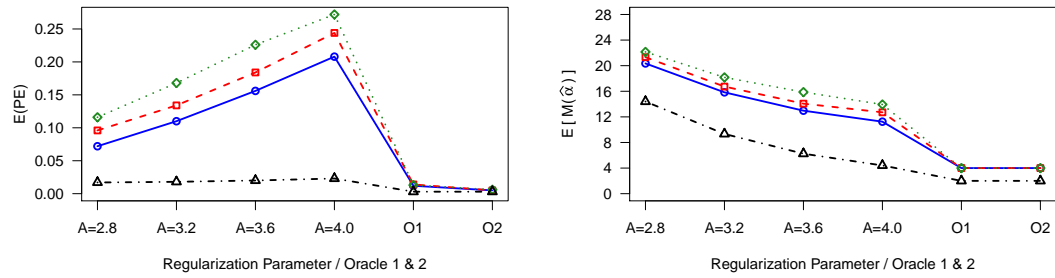 E(PE)
0.25
0.20
0.15
0.10
0.05
0.00
A=2.8 A=3.2 A=3.6 A=4.0 O1 O2
Regularization Parameter / Oracle 1 & 2
E [ M(α̂) ]
28
24
20
16
12
8
4
0
A=2.8 A=3.2 A=3.6 A=4.0 O1 O2
Regularization Parameter / Oracle 1 & 2